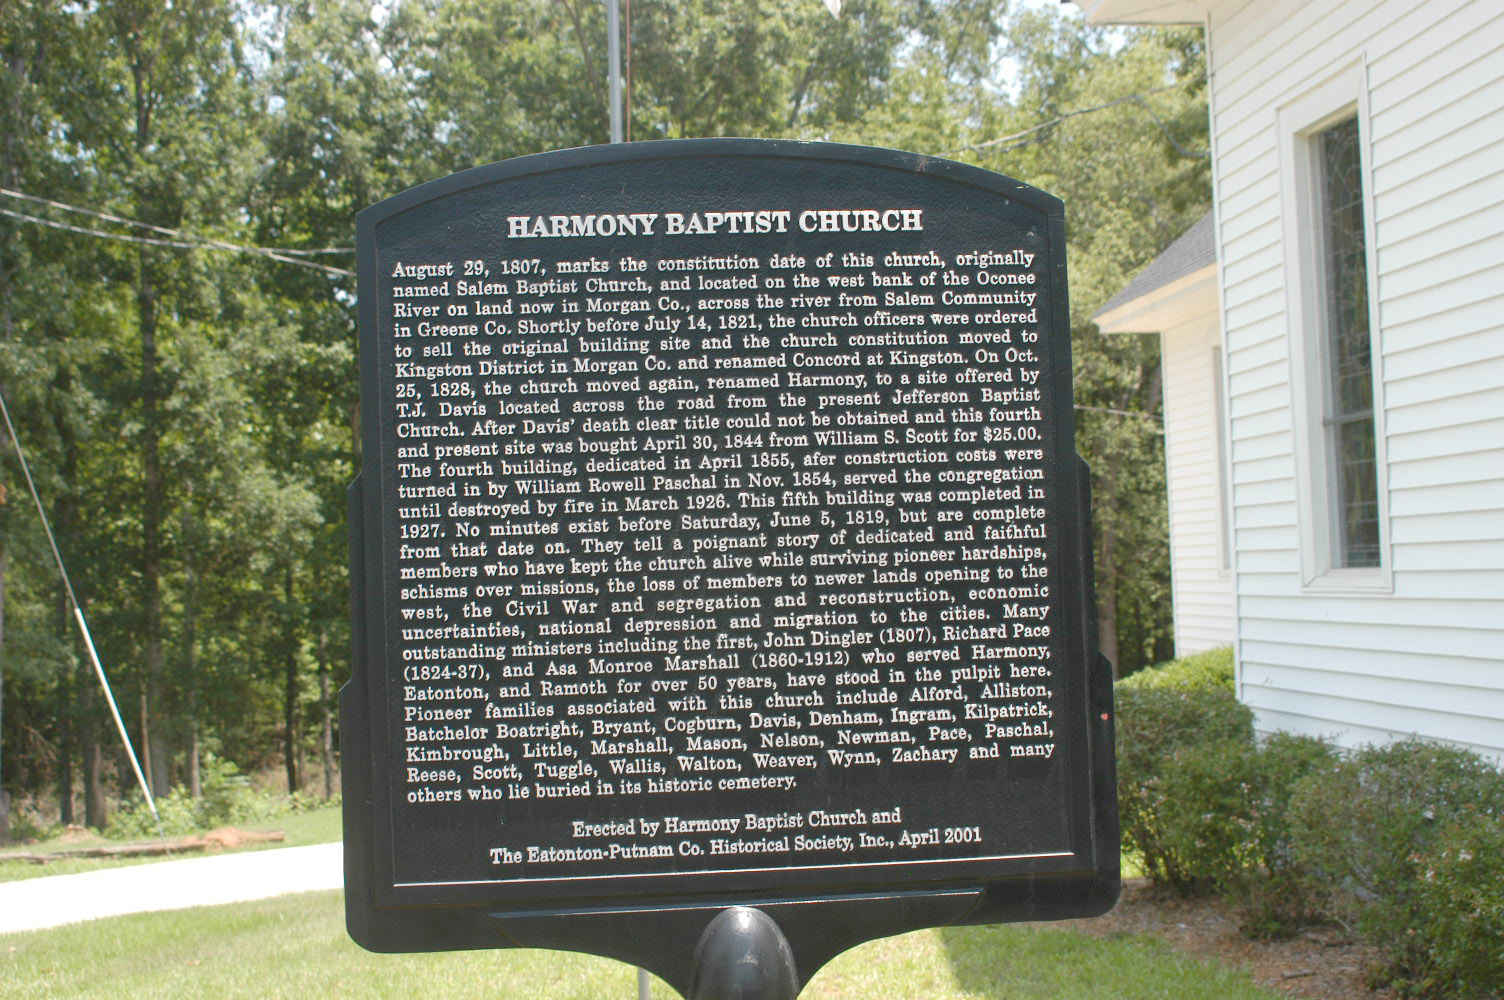 HARMONY BAPTIST CHURCH
August 29, 1807, marks the constitution date of this church, originally
named Salem Baptist Church, and located on the west bank of the Oconee
River on land now in Morgan Co., across the river from Salem Community
in Greene Co. Shortly before July 14, 1821, the church officers were ordered
to sell the original building site and the church constitution moved to
Kingston District in Morgan Co. and renamed Concord at Kingston. On Oct.
25, 1828, the church moved again, renamed Harmony, to a site offered by
T.J. Davis located across the road from the present Jefferson Baptist
Church. After Davis' death clear title could not be obtained and this fourth
and present site was bought April 30, 1844 from William S. Scott for $25.00.
The fourth building, dedicated in April 1855, afer construction costs were
turned in by William Rowell Paschal in Nov. 1854, served the congregation
until destroyed by fire in March 1926. This fifth building was completed in
1927. No minutes exist before Saturday, June 5, 1819, but are complete
from that date on. They tell a poignant story of dedicated and faithful
members who have kept the church alive while surviving pioneer hardships,
schisms over missions, the loss of members to newer lands opening to the
west, the Civil War and segregation and reconstruction, economic
uncertainties, national depression and migration to the cities. Many
outstanding ministers including the first, John Dingler (1807), Richard Pace
(1824-37), and Asa Monroe Marshall (1860-1912) who served Harmony,
Eatonton, and Ramoth for over 50 years, have stood in the pulpit here.
Pioneer families associated with this church include Alford, Alliston,
Batchelor Boatright, Bryant, Cogburn, Davis, Denham, Ingram, Kilpatrick,
Kimbrough, Little, Marshall, Mason, Nelson, Newman, Pace, Paschal,
Reese, Scott, Tuggle, Wallis, Walton, Weaver, Wynn, Zachary and many
others who lie buried in its historic cemetery.
Erected by Harmony Baptist Church and
The Eatonton-Putnam Co. Historical Society, Inc., April 2001